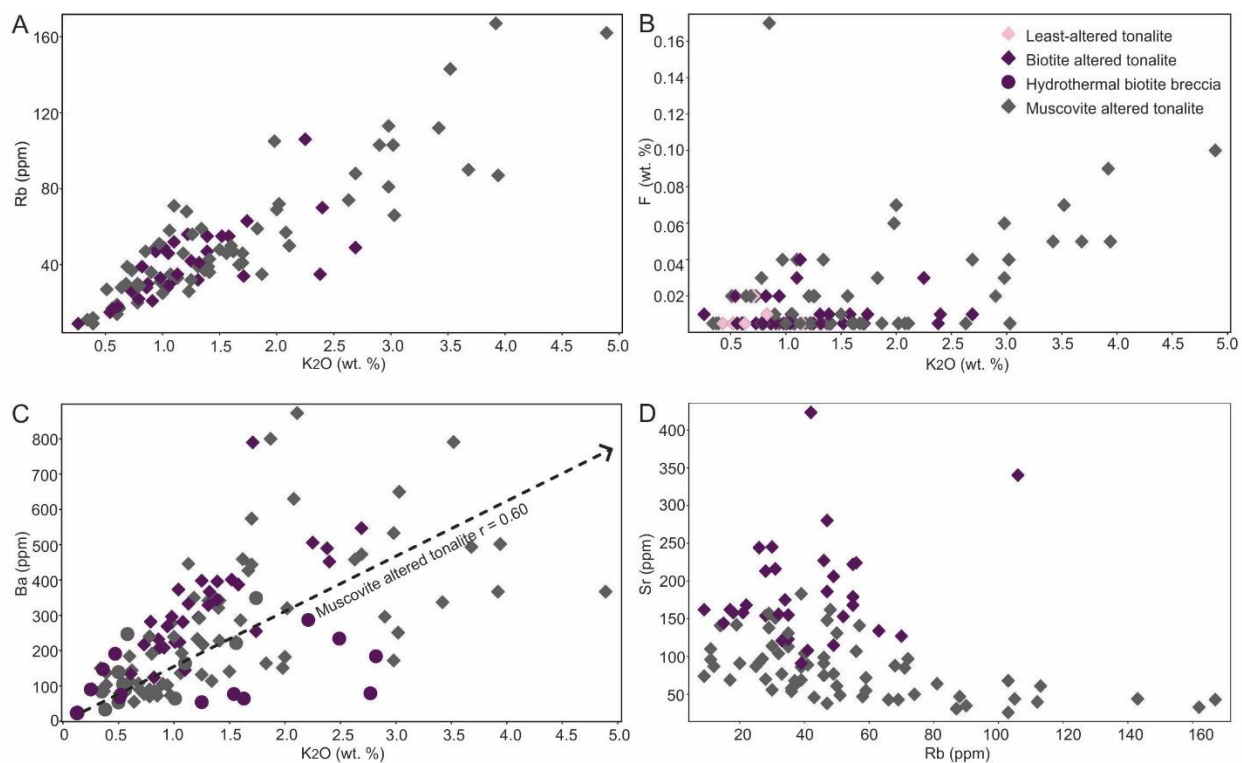 A
160
120
80
40
Rb (ppm)
0.5 1.0 1.5 2.0 2.5 3.0 3.5 4.0 4.5 5.0
K2O (wt. %)
B
0.16
0.14
0.12
0.10
0.08
0.06
0.04
0.02
F (wt. %)
Least-altered tonalite
Biotite altered tonalite
Hydrothermal biotite breccia
Muscovite altered tonalite
0.5 1.0 1.5 2.0 2.5 3.0 3.5 4.0 4.5 5.0
K2O (wt. %)
C
800
700
600
500
400
300
200
100
0
Ba (ppm)
Muscovite altered tonalite r = 0.60
0 0.5 1.0 1.5 2.0 2.5 3.0 3.5 4.0 4.5 5.0
K2O (wt. %)
D
400
350
300
250
200
150
100
50
Sr (ppm)
20 40 60 80 100 120 140 160
Rb (ppm)